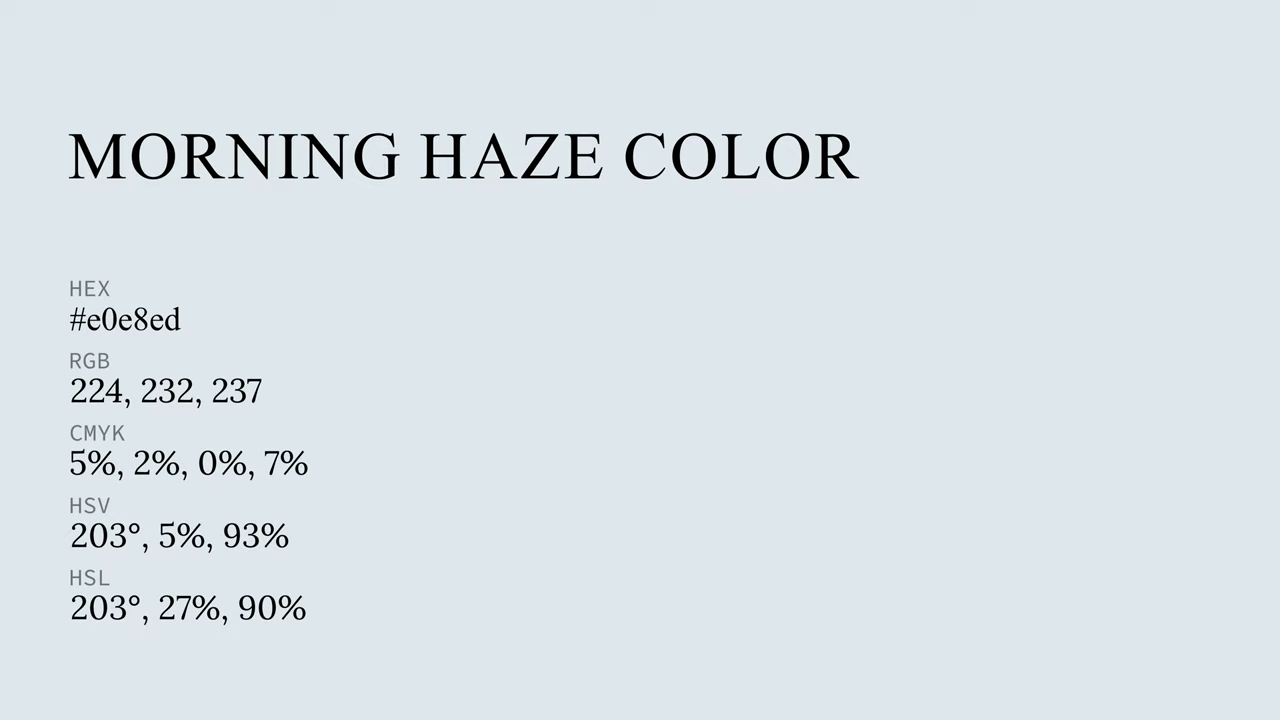 MORNING HAZE COLOR
HEX
#e0e8ed
RGB
224, 232, 237
CMYK
5%, 2%, 0%, 7%
HSV
203°, 5%, 93%
HSL
203°, 27%, 90%